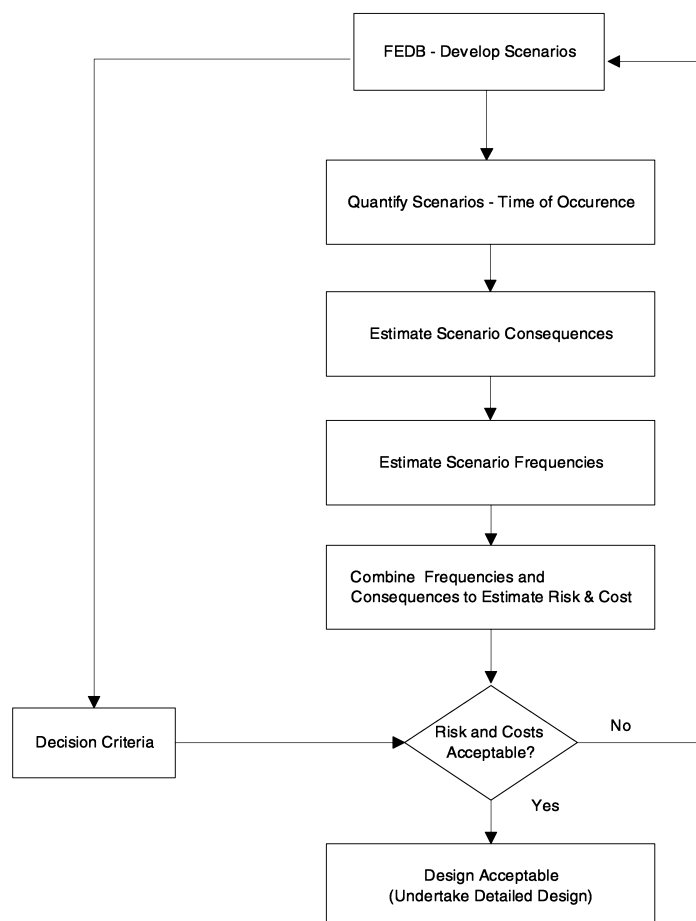 FEDB - Develop Scenarios
Quantify Scenarios - Time of Occurence
Estimate Scenario Consequences
Estimate Scenario Frequencies
Combine Frequencies and
Consequences to Estimate Risk & Cost
Decision Criteria
Risk and Costs
Acceptable?
No
Yes
Design Acceptable
(Undertake Detailed Design)